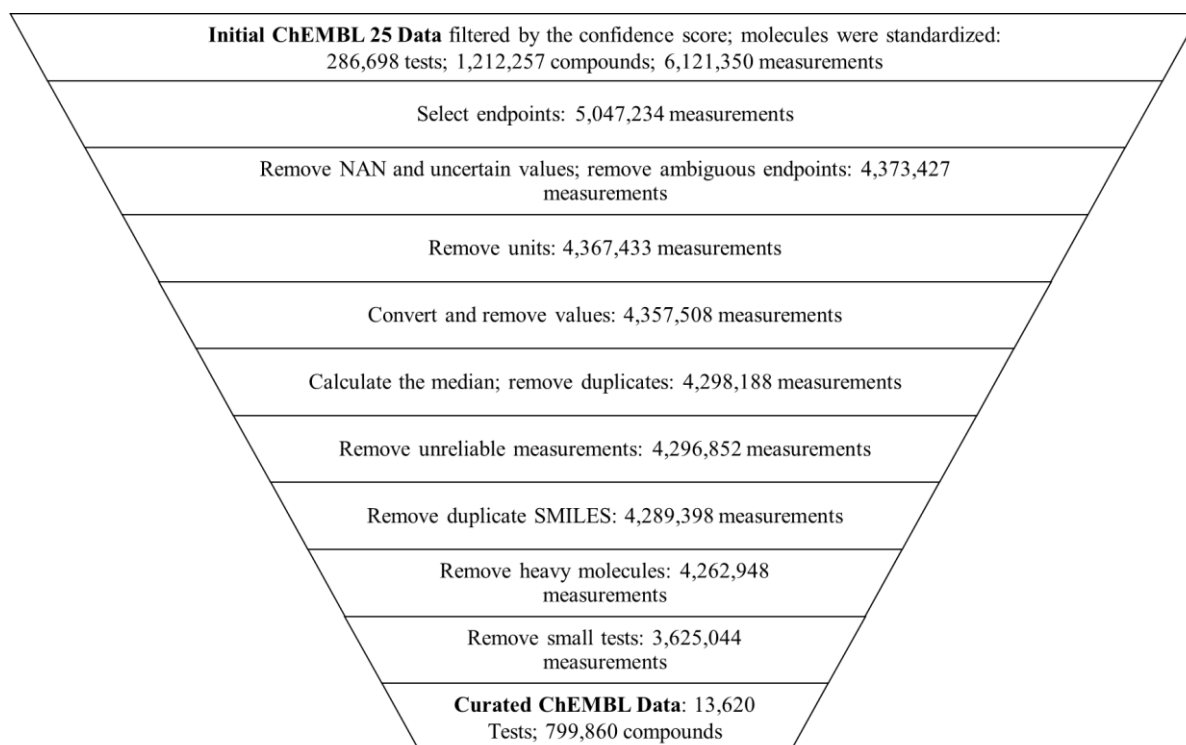 Initial ChEMBL 25 Data filtered by the confidence score; molecules were standardized:
286,698 tests; 1,212,257 compounds; 6,121,350 measurements
Select endpoints: 5,047,234 measurements
Remove NAN and uncertain values; remove ambiguous endpoints: 4,373,427
measurements
Remove units: 4,367,433 measurements
Convert and remove values: 4,357,508 measurements
Calculate the median; remove duplicates: 4,298,188 measurements
Remove unreliable measurements: 4,296,852 measurements
Remove duplicate SMILES: 4,289,398 measurements
Remove heavy molecules: 4,262,948
measurements
Remove small tests: 3,625,044
measurements
Curated ChEMBL Data: 13,620
Tests; 799,860 compounds